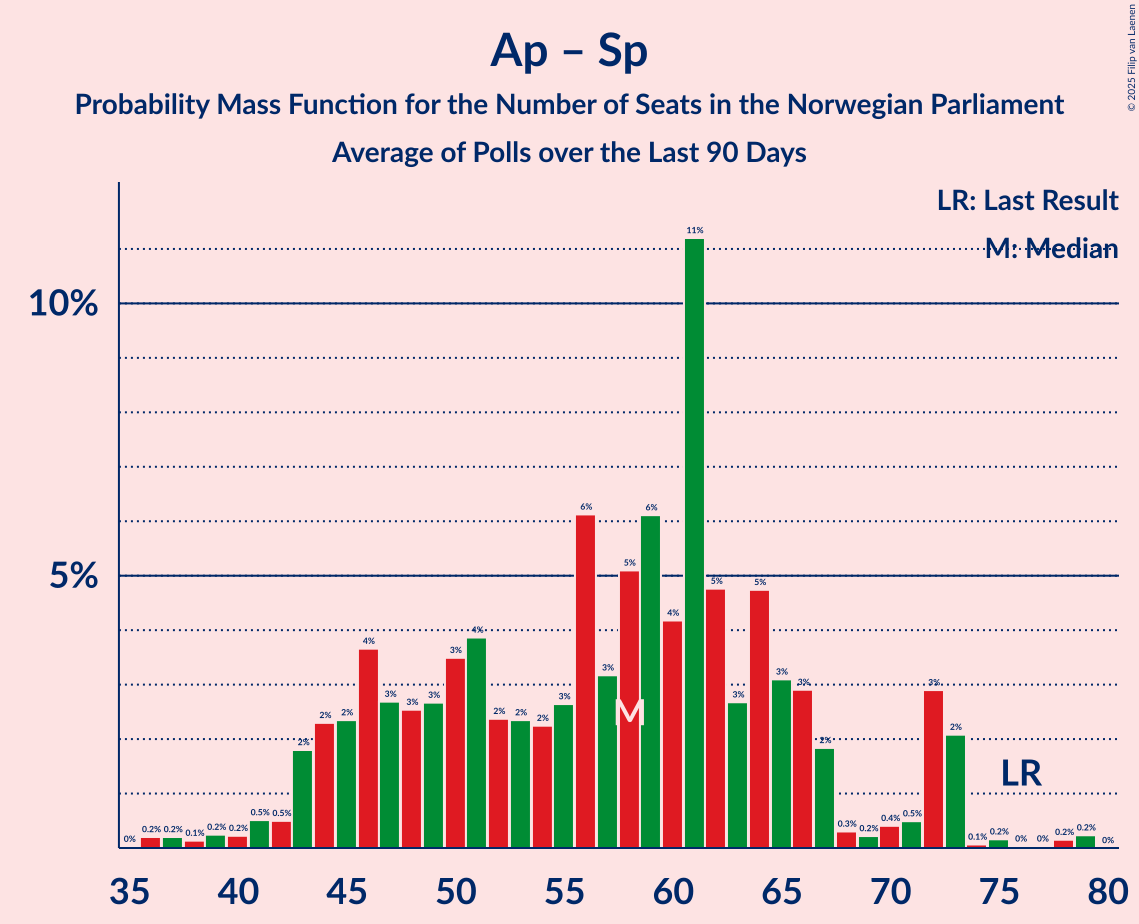 Ap – Sp
Probability Mass Function for the Number of Seats in the Norwegian Parliament
Average of Polls over the Last 90 Days
© 2025 Filip van Laenen
LR: Last Result
M: Median
10%
5%
0% 0.2% 0.2% 0.1% 0.2% 0.2% 0.5% 0.5% 2% 2% 2% 4% 3% 3% 3% 3% 4% 2% 2% 2% 3% 6% 3% 5% 6% 4% 11% 5% 3% 5% 3% 3% 2% 0.3% 0.2% 0.4% 0.5% 3% 2% 0.1% 0.2% 0% 0% 0.2% 0.2% 0%
M
LR
35 40 45 50 55 60 65 70 75 80